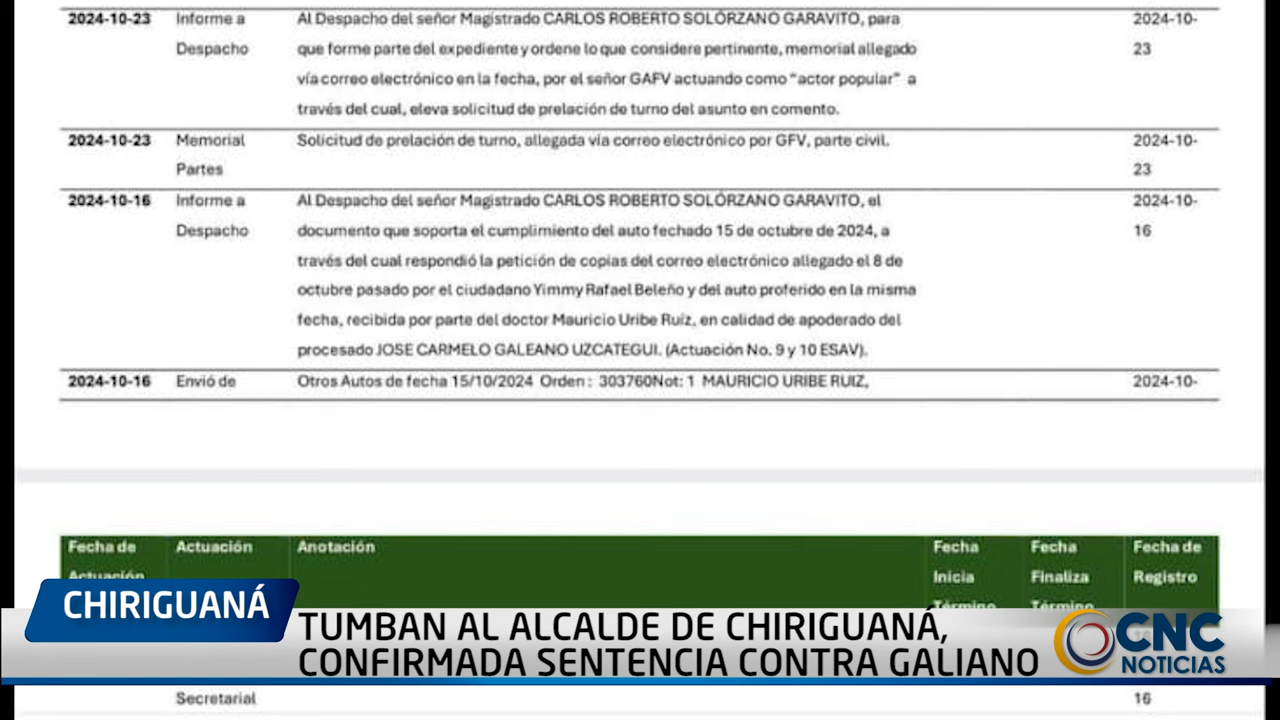 2024-10-23 Informe a Al Despacho del señor Magistrado CARLOS ROBERTO SOLÓRZANO GARAVITO, para 2024-10-
Despacho que forme parte del expediente y ordene lo que considere pertinente, memorial allegado 23
vía correo electrónico en la fecha, por el señor GAFV actuando como “actor popular” a
través del cual, eleva solicitud de prelación de turno del asunto en comento.
2024-10-23 Memorial Solicitud de prelación de turno, allegada vía correo electrónico por GFV, parte civil. 2024-10-
Partes 23
2024-10-16 Informe a Al Despacho del señor Magistrado CARLOS ROBERTO SOLÓRZANO GARAVITO, el 2024-10-
Despacho documento que soporta el cumplimiento del auto fechado 15 de octubre de 2024, a 16
través del cual respondió la petición de copias del correo electrónico allegado el 8 de
octubre pasado por el ciudadano Yimmy Rafael Beleño y del auto proferido en la misma
fecha, recibida por parte del doctor Mauricio Uribe Ruíz, en calidad de apoderado del
procesado JOSE CARMELO GALEANO UZCATEGUI. (Actuación No. 9 y 10 ESAV).
2024-10-16 Envió de Otros Autos de fecha 15/10/2024 Orden : 303760Not: 1 MAURICIO URIBE RUIZ, 2024-10-
Fecha de Actuación Anotación Fecha Fecha Fecha de
Actuación Inicia Finaliza Registro
Término Término
CHIRIGUANÁ
TUMBAN AL ALCALDE DE CHIRIGUANÁ,
CONFIRMADA SENTENCIA CONTRA GALIANO
CNC
NOTICIAS
Secretarial 16